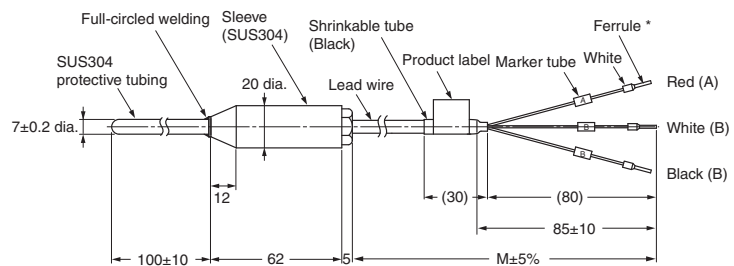 Full-circled welding
Sleeve
(SUS304)
Shrinkable tube
(Black)
Ferrule *
SUS304
protective tubing
20 dia.
Lead wire
Product label
Marker tube
White
Red (A)
A
7±0.2 dia.
B
White (B)
B
Black (B)
12
(30)
(80)
85±10
100±10
62
5
M±5%